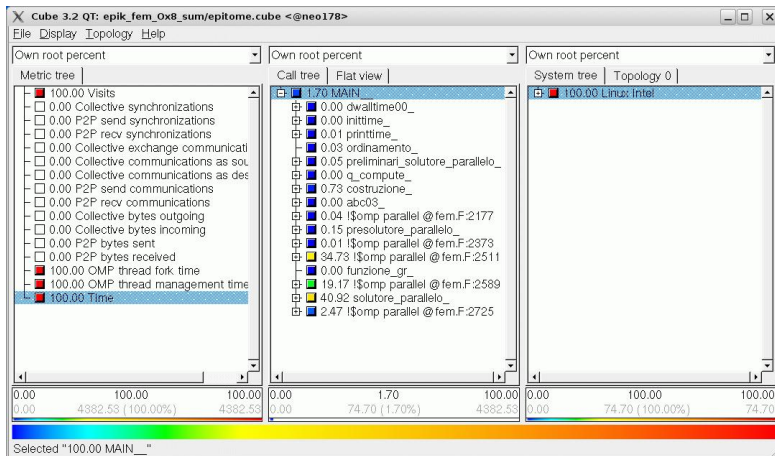 Cube 3.2 QT: epik_fem_Ox8_sum/epitome.cube <@neo178>
File Display Topology Help
Own root percent
Metric tree
100.00 Visits
0.00 Collective synchronizations
0.00 P2P send synchronizations
0.00 P2P recv synchronizations
0.00 Collective exchange communicati
0.00 Collective communications as sou
0.00 Collective communications as des
0.00 P2P send communications
0.00 P2P recv communications
0.00 Collective bytes outgoing
0.00 Collective bytes incoming
0.00 P2P bytes sent
0.00 P2P bytes received
100.00 OMP thread fork time
100.00 OMP thread management time
100.00 Time
0.00 100.00 100.00
0.00 4382.53 (100.00%) 4382.53
Own root percent
Call tree Flat view
1.70 MAIN__
0.00 dwalltime00_
0.00 inittime_
0.01 printtime_
0.03 ordinamento_
0.05 preliminari_solutore_parallelo_
0.00 q_compute_
0.73 costruzione_
0.00 abc03_
0.04 !$omp parallel @fem.F:2177
0.15 presolutore_parallelo_
0.01 !$omp parallel @fem.F:2373
34.73 !$omp parallel @fem.F:2511
0.00 funzione_gr_
19.17 !$omp parallel @fem.F:2589
40.92 solutore_parallelo_
2.47 !$omp parallel @fem.F:2725
0.00 1.70 100.00
0.00 74.70 (1.70%) 4382.53
Own root percent
System tree Topology 0
100.00 Linux Intel
0.00 100.00 100.00
0.00 74.70 (100.00%) 74.70
Selected "100.00 MAIN__"